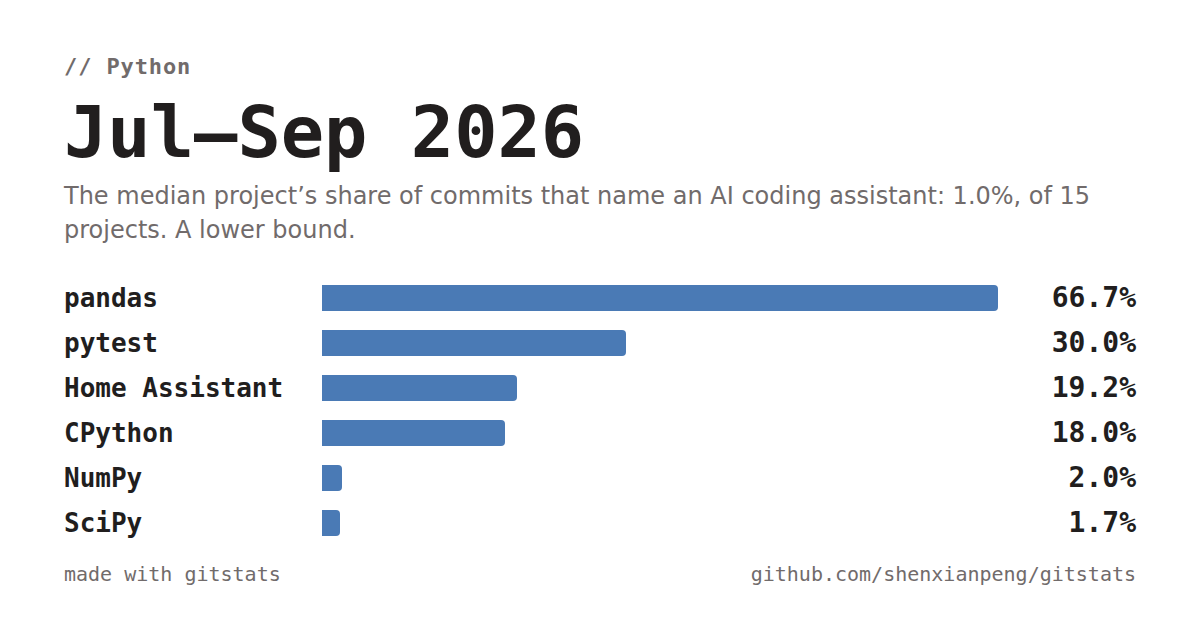 // Python
Jul–Sep 2026
The median project’s share of commits that name an AI coding assistant: 1.0%, of 15
projects. A lower bound.
pandas 66.7%
pytest 30.0%
Home Assistant 19.2%
CPython 18.0%
NumPy 2.0%
SciPy 1.7%
made with gitstats github.com/shenxianpeng/gitstats